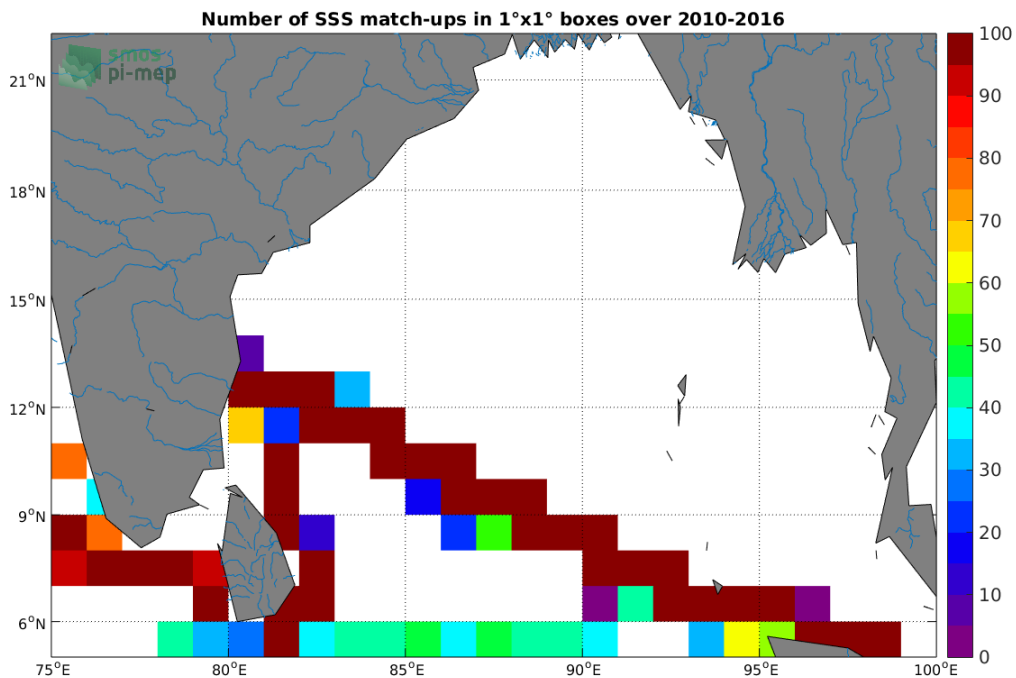 Number of SSS match-ups in 1°x1° boxes over 2010-2016
smos
pi-mep
21°N
18°N
15°N
12°N
9°N
6°N
75°E
80°E
85°E
90°E
95°E
100°E
100
90
80
70
60
50
40
30
20
10
0